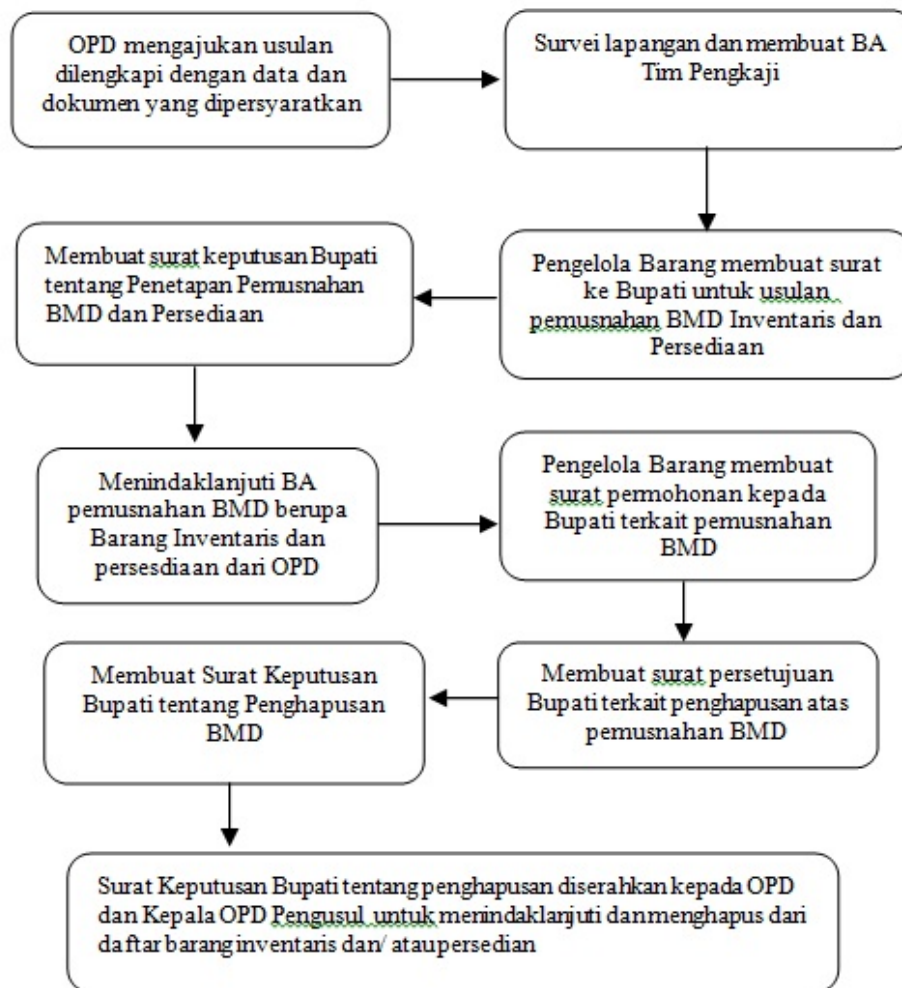 OPD mengajukan usulan
dilengkapi dengan data dan
dokumen yang dipersyaratkan
Survei lapangan dan membuat BA
Tim Pengkaji
Pengelola Barang membuat surat
ke Bupati untuk usulan
pemusnahan BMD Inventaris dan
Persediaan
Membuat surat keputusan Bupati
tentang Penetapan Pemusnahan
BMD dan Persediaan
Menindaklanjuti BA
pemusnahan BMD berupa
Barang Inventaris dan
persesdiaan dari OPD
Pengelola Barang membuat
surat permohonan kepada
Bupati terkait pemusnahan
BMD
Membuat surat persetujuan
Bupati terkait penghapusan atas
pemusnahan BMD
Membuat Surat Keputusan
Bupati tentang Penghapusan
BMD
Surat Keputusan Bupati tentang penghapusan diserahkan kepada OPD
dan Kepala OPD Pengusul untuk menindaklanjuti dan menghapus dari
daftar barang inventaris dan/ atau persedian